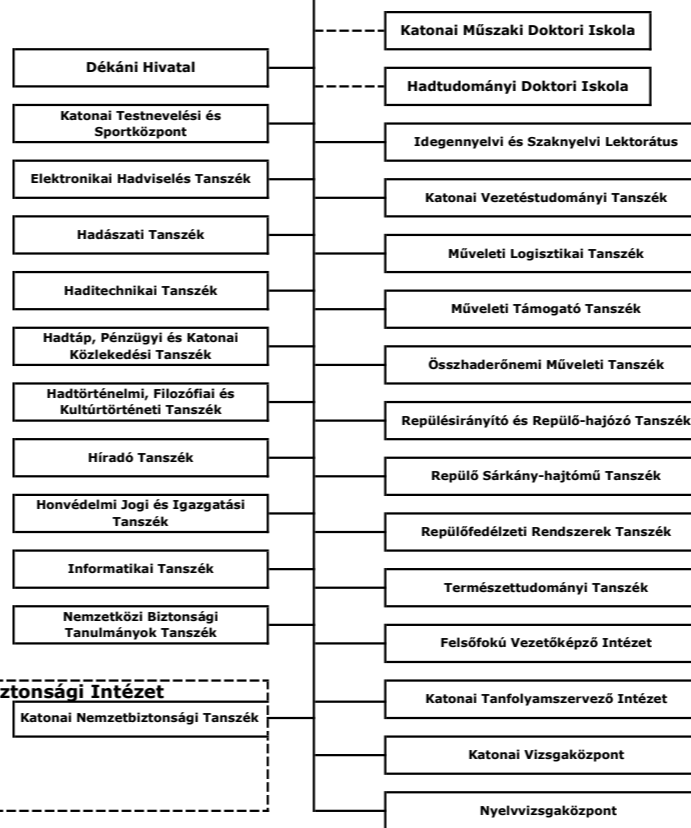 Dékáni Hivatal
Katonai Testnevelési és
Sportközpont
Elektronikai Hadviselés Tanszék
Hadászati Tanszék
Haditechnikai Tanszék
Hadtáp, Pénzügyi és Katonai
Közlekedési Tanszék
Hadtörténelmi, Filozófiai és
Kultúrtörténeti Tanszék
Híradó Tanszék
Honvédelmi Jogi és Igazgatási
Tanszék
Informatikai Tanszék
Nemzetközi Biztonsági
Tanulmányok Tanszék
ztonsági Intézet
Katonai Nemzetbiztonsági Tanszék
Katonai Műszaki Doktori Iskola
Hadtudományi Doktori Iskola
Idegennyelvi és Szaknyelvi Lektorátus
Katonai Vezetéstudományi Tanszék
Műveleti Logisztikai Tanszék
Műveleti Támogató Tanszék
Összhaderőnemi Műveleti Tanszék
Repülésirányító és Repülő-hajózó Tanszék
Repülő Sárkány-hajtómű Tanszék
Repülőfedélzeti Rendszerek Tanszék
Természettudományi Tanszék
Felsőfokú Vezetőképző Intézet
Katonai Tanfolyamszervező Intézet
Katonai Vizsgaközpont
Nyelvvizsgaközpont